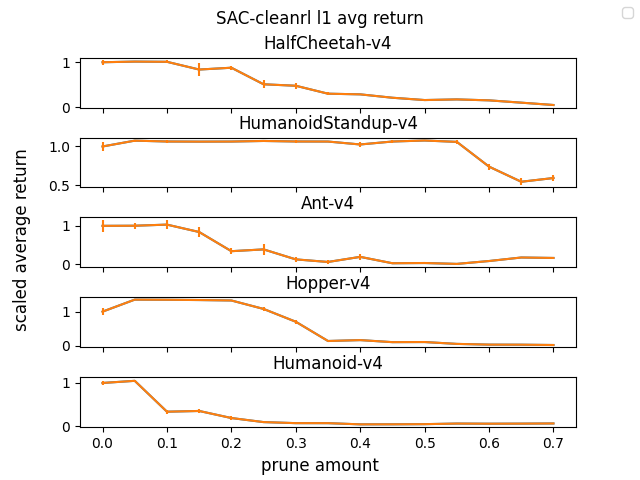 SAC-cleanrl l1 avg return
HalfCheetah-v4
1
0
HumanoidStandup-v4
1.0
0.5
Ant-v4
1
0
Hopper-v4
1
0
Humanoid-v4
1
0
0.0 0.1 0.2 0.3 0.4 0.5 0.6 0.7
prune amount
scaled average return